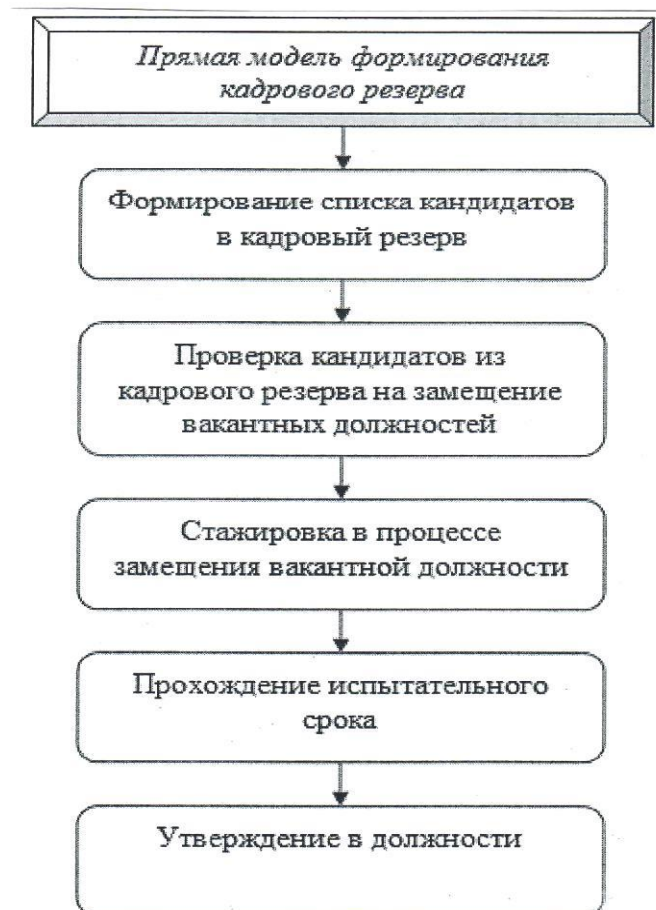 Прямая модель формирования
кадрового резерва
Формирование списка кандидатов
в кадровый резерв
Проверка кандидатов из
кадрового резерва на замещение
вакантных должностей
Стажировка в процессе
замещения вакантной должности
Прохождение испытательного
срока
Утверждение в должности